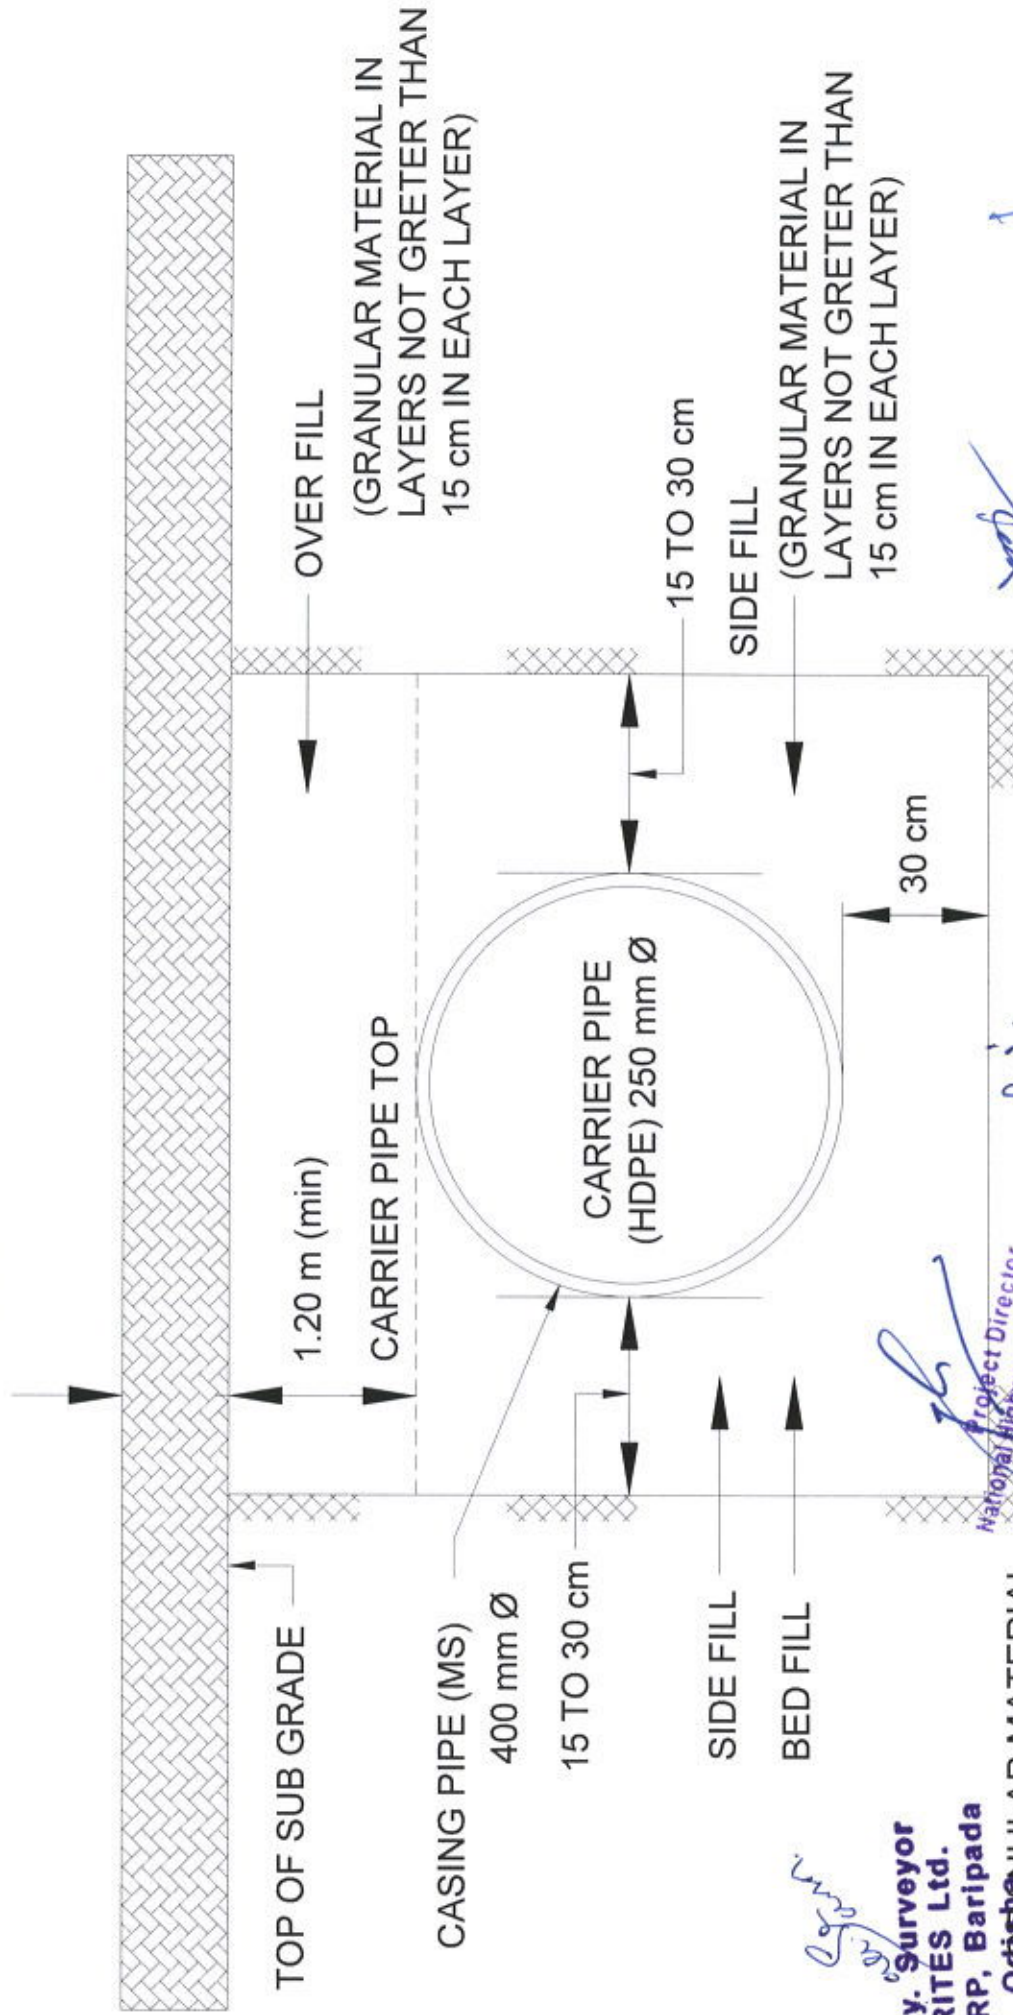 OVER FILL
(GRANULAR MATERIAL IN
LAYERS NOT GRETER THAN
15 cm IN EACH LAYER)
1.20 m (min)
CARRIER PIPE TOP
TOP OF SUB GRADE
CASING PIPE (MS)
400 mm Ø
15 TO 30 cm
CARRIER PIPE
(HDPE) 250 mm Ø
15 TO 30 cm
SIDE FILL
(GRANULAR MATERIAL IN
LAYERS NOT GRETER THAN
15 cm IN EACH LAYER)
30 cm
SIDE FILL
BED FILL
y. Surveyor
RITES Ltd.
RP, Baripada
Project Director
National
MATERIAL